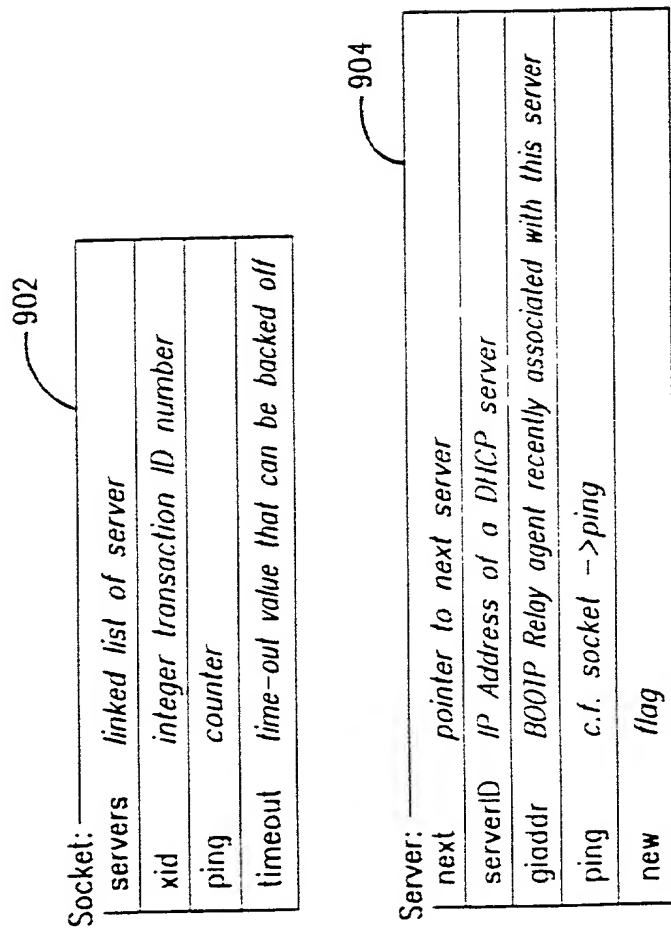 902
Socket:
servers linked list of server
xid integer transaction ID number
ping counter
timeout time-out value that can be backed off
904
Server:
next pointer to next server
serverID IP Address of a DHCP server
giaddr BOOTP Relay agent recently associated with this server
ping c.f. socket ->ping
new flag